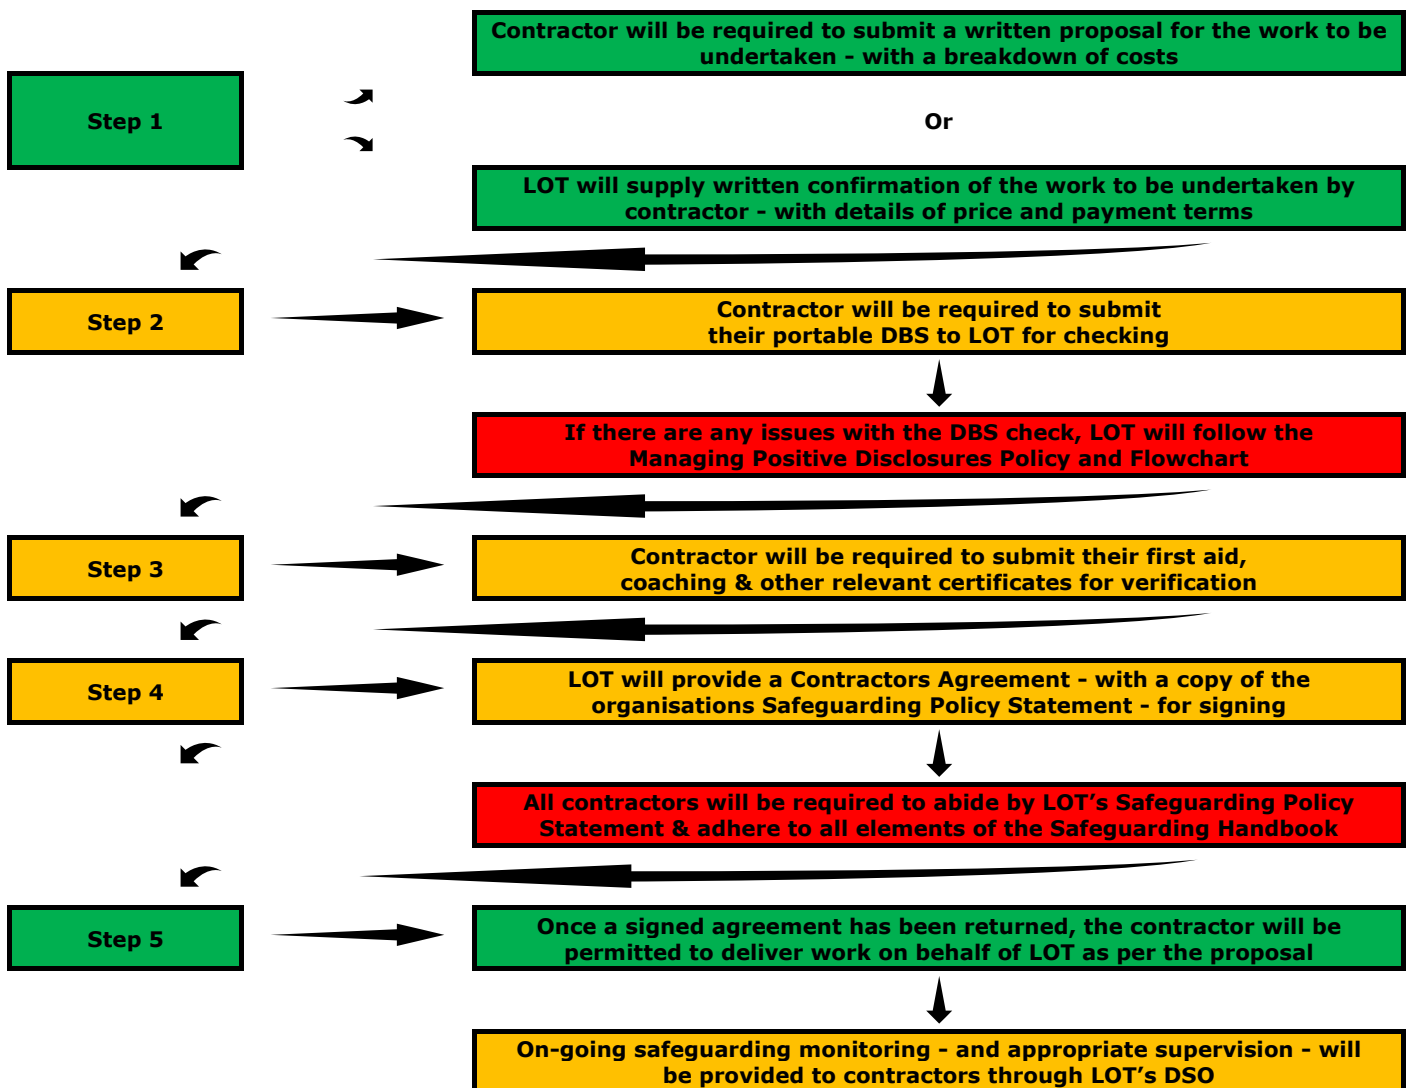 Contractor will be required to submit a written proposal for the work to be
undertaken - with a breakdown of costs
Step 1
Or
LOT will supply written confirmation of the work to be undertaken by
contractor - with details of price and payment terms
Step 2
Contractor will be required to submit
their portable DBS to LOT for checking
If there are any issues with the DBS check, LOT will follow the
Managing Positive Disclosures Policy and Flowchart
Step 3
Contractor will be required to submit their first aid,
coaching & other relevant certificates for verification
Step 4
LOT will provide a Contractors Agreement - with a copy of the
organisations Safeguarding Policy Statement - for signing
All contractors will be required to abide by LOT’s Safeguarding Policy
Statement & adhere to all elements of the Safeguarding Handbook
Step 5
Once a signed agreement has been returned, the contractor will be
permitted to deliver work on behalf of LOT as per the proposal
On-going safeguarding monitoring - and appropriate supervision - will
be provided to contractors through LOT’s DSO